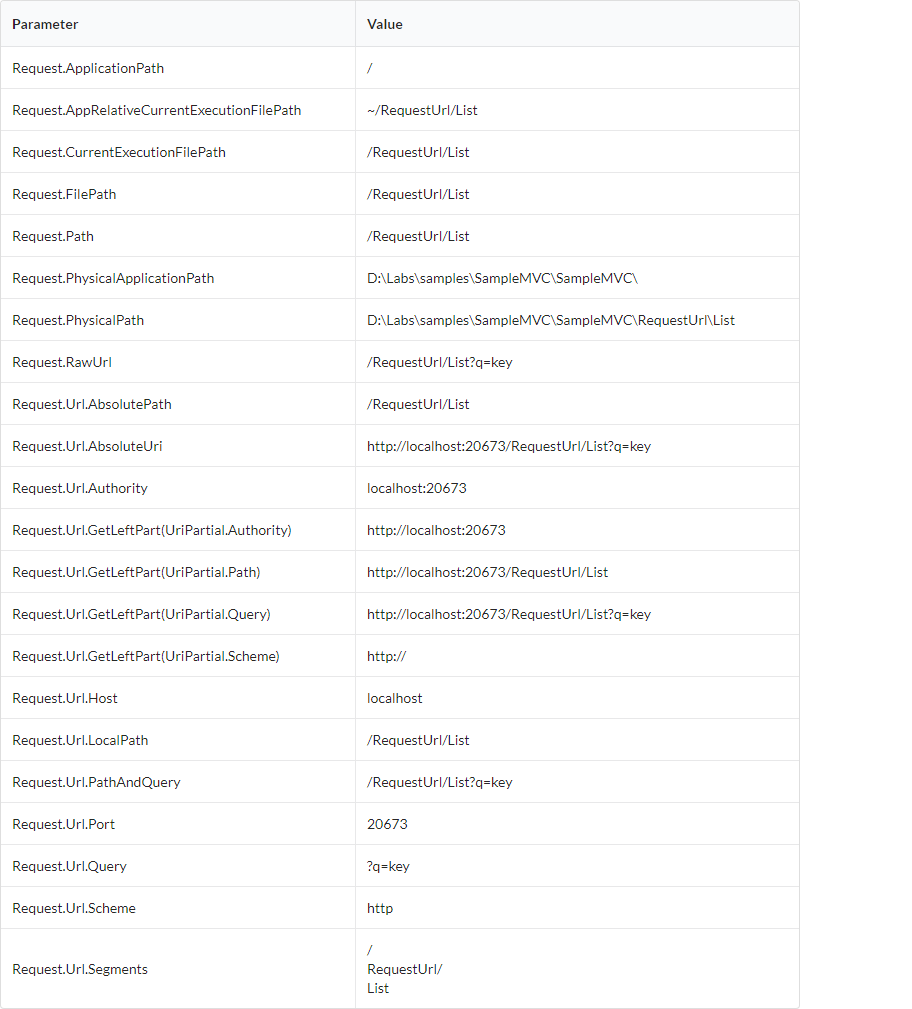 Parameter Value
Request.ApplicationPath /
Request.AppRelativeCurrentExecutionFilePath ~/RequestUrl/List
Request.CurrentExecutionFilePath /RequestUrl/List
Request.FilePath /RequestUrl/List
Request.Path /RequestUrl/List
Request.PhysicalApplicationPath D:\Labs\samples\SampleMVC\SampleMVC\
Request.PhysicalPath D:\Labs\samples\SampleMVC\SampleMVC\RequestUrl\List
Request.RawUrl /RequestUrl/List?q=key
Request.Url.AbsolutePath /RequestUrl/List
Request.Url.AbsoluteUri http://localhost:20673/RequestUrl/List?q=key
Request.Url.Authority localhost:20673
Request.Url.GetLeftPart(UriPartial.Authority) http://localhost:20673
Request.Url.GetLeftPart(UriPartial.Path) http://localhost:20673/RequestUrl/List
Request.Url.GetLeftPart(UriPartial.Query) http://localhost:20673/RequestUrl/List?q=key
Request.Url.GetLeftPart(UriPartial.Scheme) http://
Request.Url.Host localhost
Request.Url.LocalPath /RequestUrl/List
Request.Url.PathAndQuery /RequestUrl/List?q=key
Request.Url.Port 20673
Request.Url.Query ?q=key
Request.Url.Scheme http
/
Request.Url.Segments RequestUrl/
List